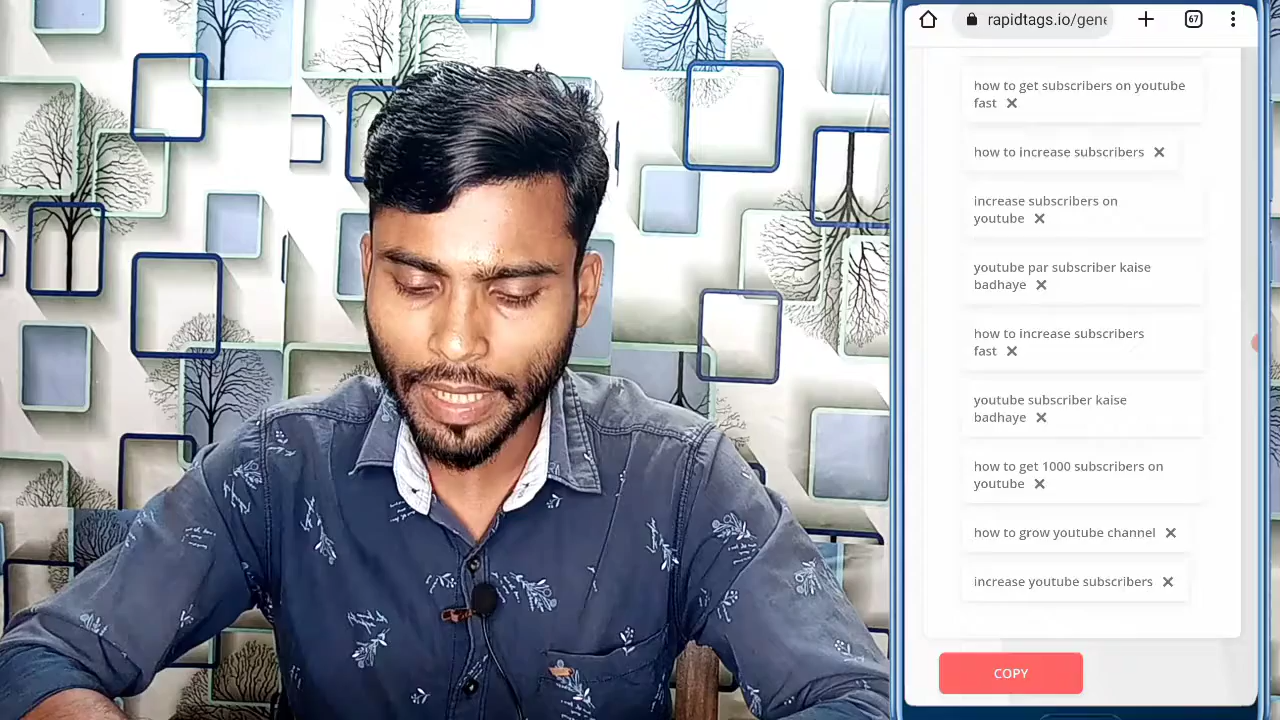 rapidtags.io/gene
67
how to get subscribers on youtube
fast ✕
how to increase subscribers ✕
increase subscribers on
youtube ✕
youtube par subscriber kaise
badhaye ✕
how to increase subscribers
fast ✕
youtube subscriber kaise
badhaye ✕
how to get 1000 subscribers on
youtube ✕
how to grow youtube channel ✕
increase youtube subscribers ✕
COPY